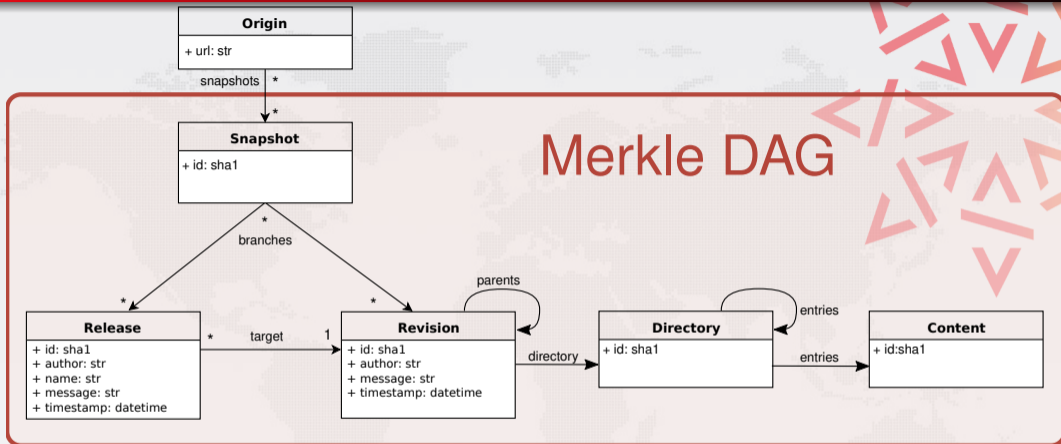 Origin
+ url: str
snapshots *
*
Snapshot
+ id: sha1
Merkle DAG
*
branches
* *
parents
Release
+ id: sha1
+ author: str
+ name: str
+ message: str
+ timestamp: datetime
* target 1
Revision
+ id: sha1
+ author: str
+ message: str
+ timestamp: datetime
directory
Directory
+ id: sha1
entries
entries
Content
+ id:sha1